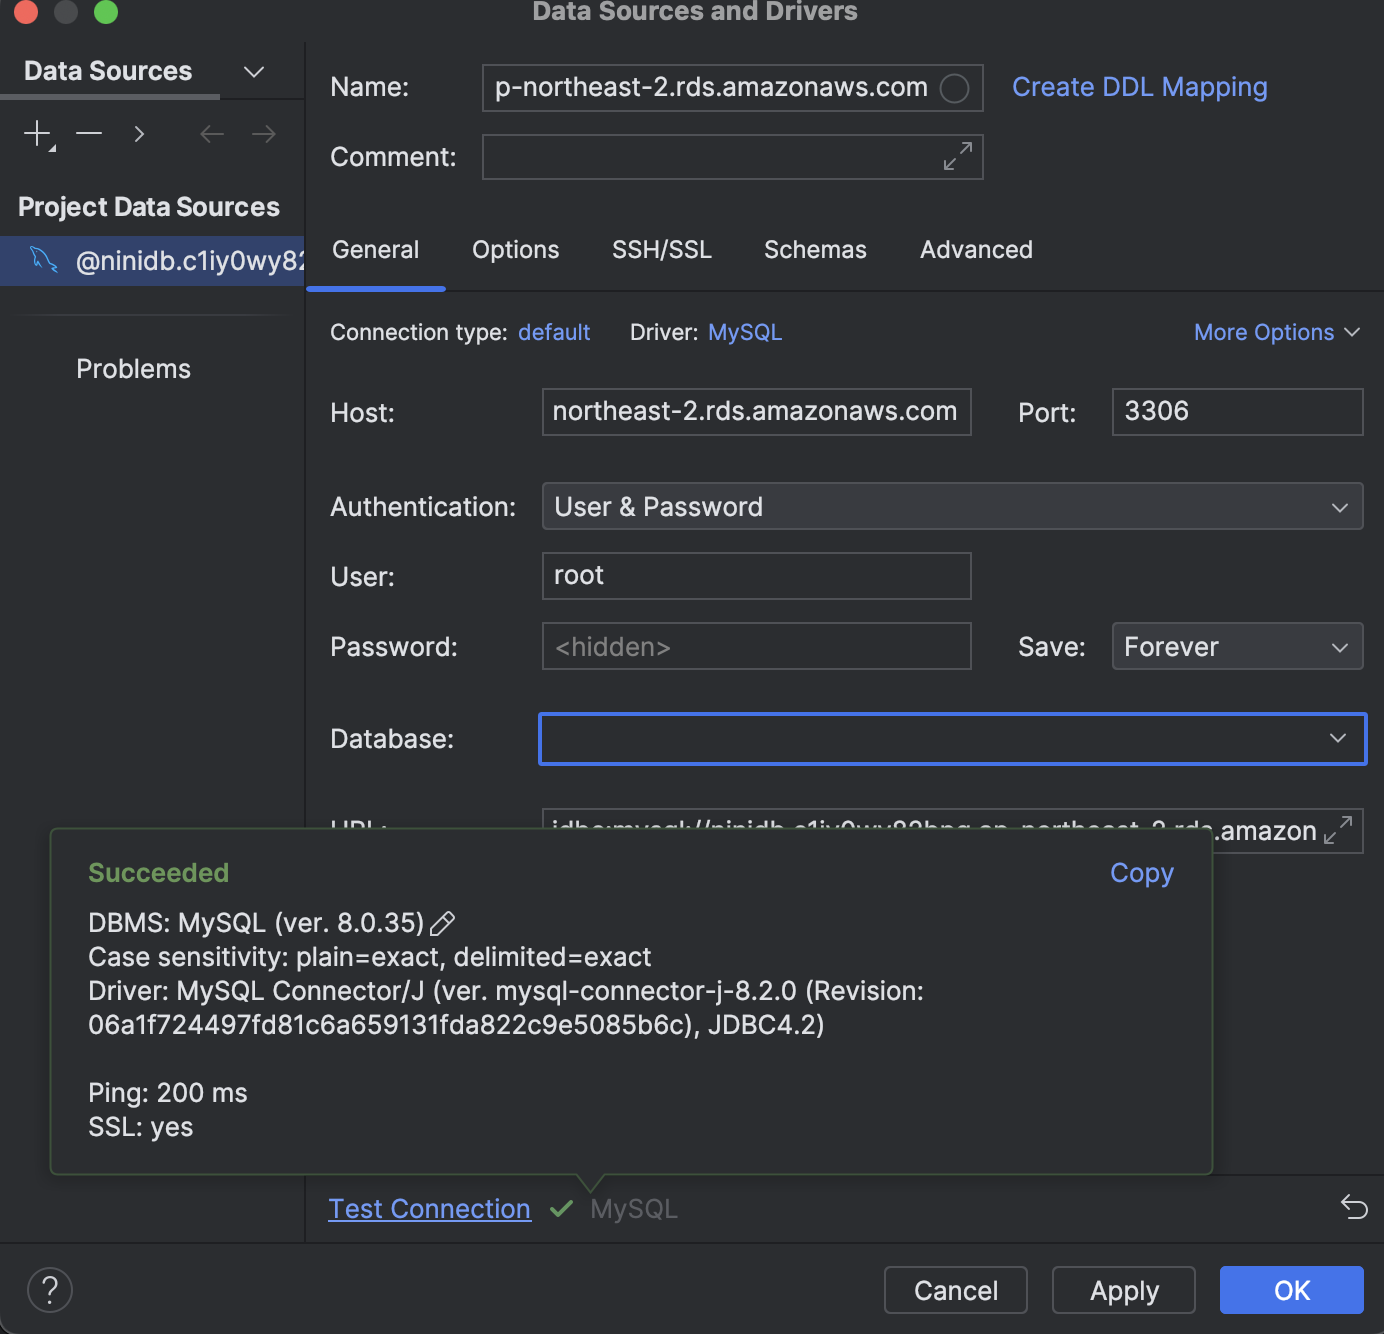 Data Sources and Drivers
Data Sources
Name: p-northeast-2.rds.amazonaws.com Create DDL Mapping
Comment:
Project Data Sources
@ninidb.c1iy0wy82
Problems
General Options SSH/SSL Schemas Advanced
Connection type: default Driver: MySQL More Options
Host: northeast-2.rds.amazonaws.com Port: 3306
Authentication: User & Password
User: root
Password: <hidden> Save: Forever
Database:
URL: .amazon
Succeeded Copy
DBMS: MySQL (ver. 8.0.35)
Case sensitivity: plain=exact, delimited=exact
Driver: MySQL Connector/J (ver. mysql-connector-j-8.2.0 (Revision:
06a1f724497fd81c6a659131fda822c9e5085b6c), JDBC4.2)
Ping: 200 ms
SSL: yes
Test Connection MySQL
? Cancel Apply OK